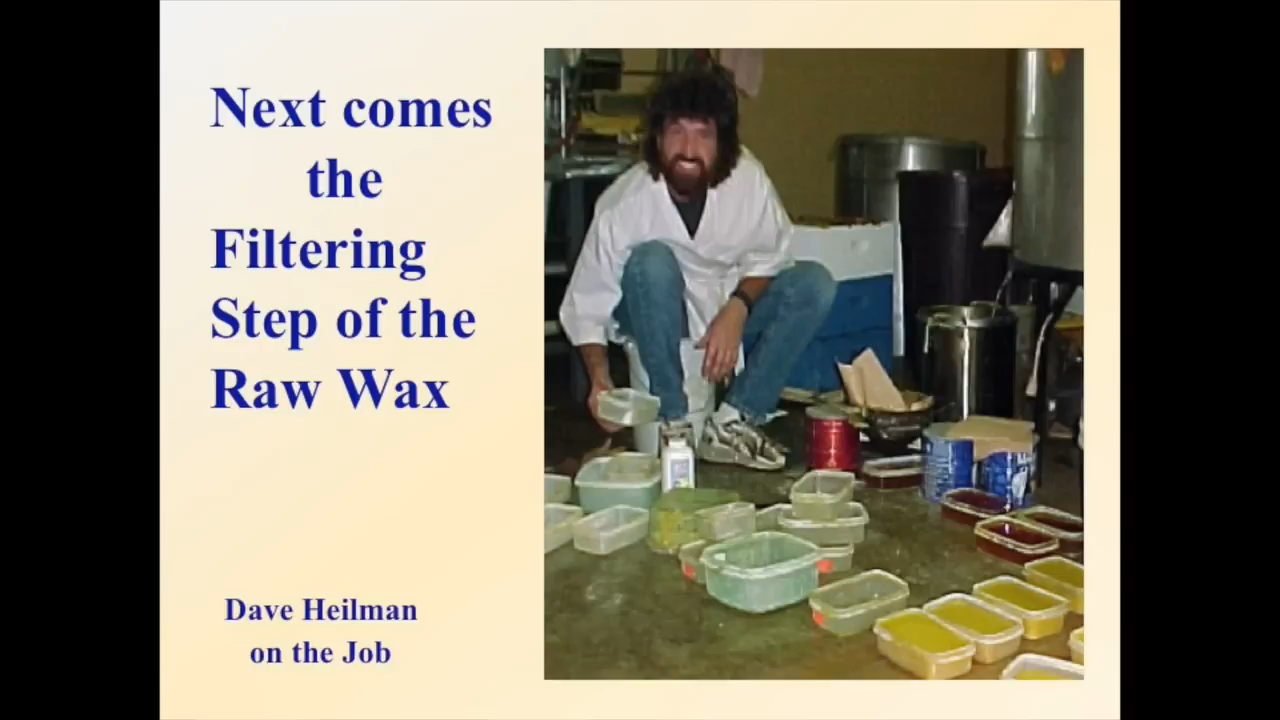 Next comes
the
Filtering
Step of the
Raw Wax
Dave Heilman
on the Job